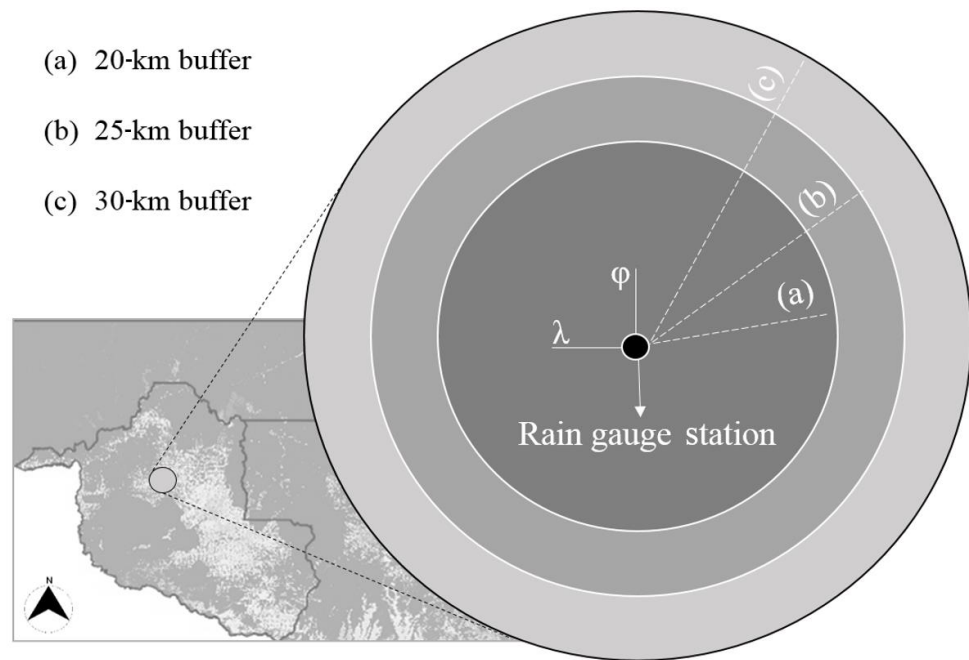 (a) 20-km buffer
(b) 25-km buffer
(c) 30-km buffer
(c)
(b)
(a)
φ
λ
Rain gauge station
N